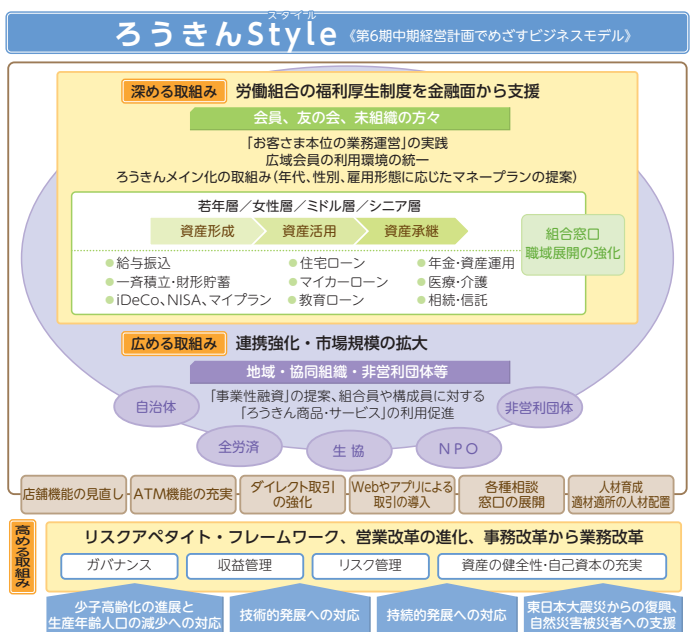 スタイル
ろうきんStyle 《第6期中期経営計画でめざすビジネスモデル》
深める取組み 労働組合の福利厚生制度を金融面から支援
会員、友の会、未組織の方々
「お客さま本位の業務運営」の実践
広域会員の利用環境の統一
ろうきんメイン化の取組み(年代、性別、雇用形態に応じたマネープランの提案)
若年層/女性層/ミドル層/シニア層
資産形成 資産活用 資産承継
●給与振込 ●住宅ローン ●年金・資産運用
●一斉積立・財形貯蓄 ●マイカーローン ●医療・介護
●iDeCo、NISA、マイプラン ●教育ローン ●相続・信託
組合窓口
職域展開の強化
広める取組み 連携強化・市場規模の拡大
地域・協同組織・非営利団体等
「事業性融資」の提案、組合員や構成員に対する
「ろうきん商品・サービス」の利用促進
自治体
全労済
生協
NPO
非営利団体
店舗機能の見直し
ATM機能の充実
ダイレクト取引
の強化
Webやアプリによる
取引の導入
各種相談
窓口の展開
人材育成
適材適所の人材配置
高める取組み
リスクアペタイト・フレームワーク、営業改革の進化、事務改革から業務改革
ガバナンス 収益管理 リスク管理 資産の健全性・自己資本の充実
少子高齢化の進展と
生産年齢人口の減少への対応
技術的発展への対応
持続的発展への対応
東日本大震災からの復興、
自然災害被災者への支援